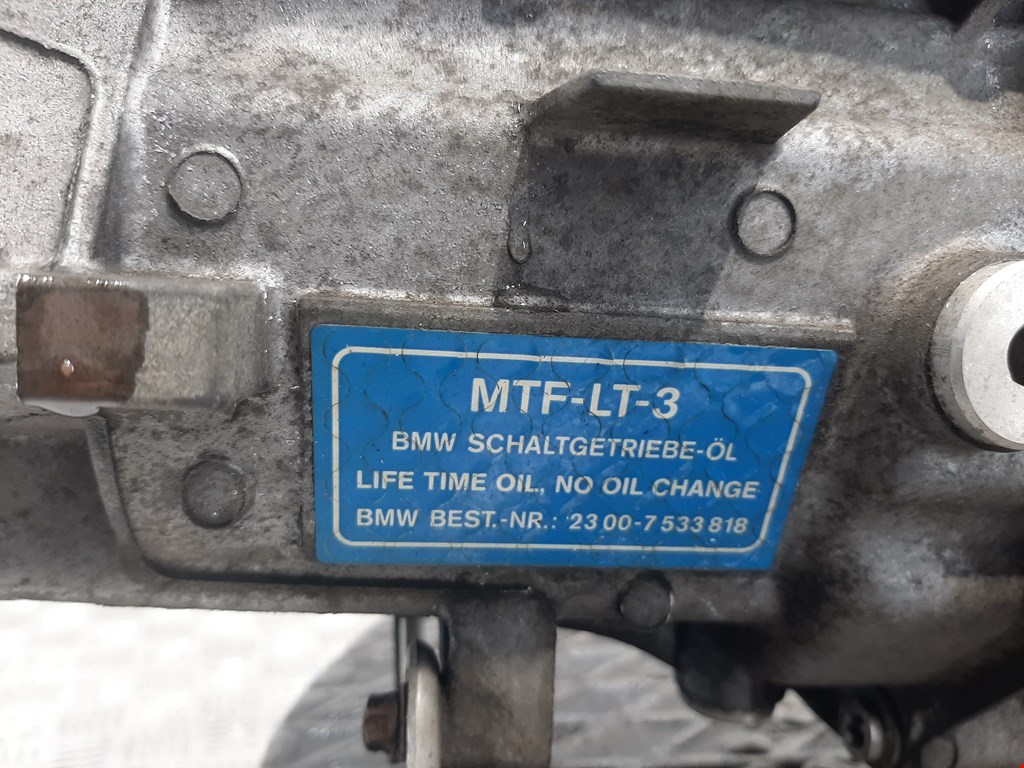 MTF-LT-3
BMW SCHALTGETRIEBE-ÖL
LIFE TIME OIL, NO OIL CHANGE
BMW BEST.-NR.: 23 00-7 533 818